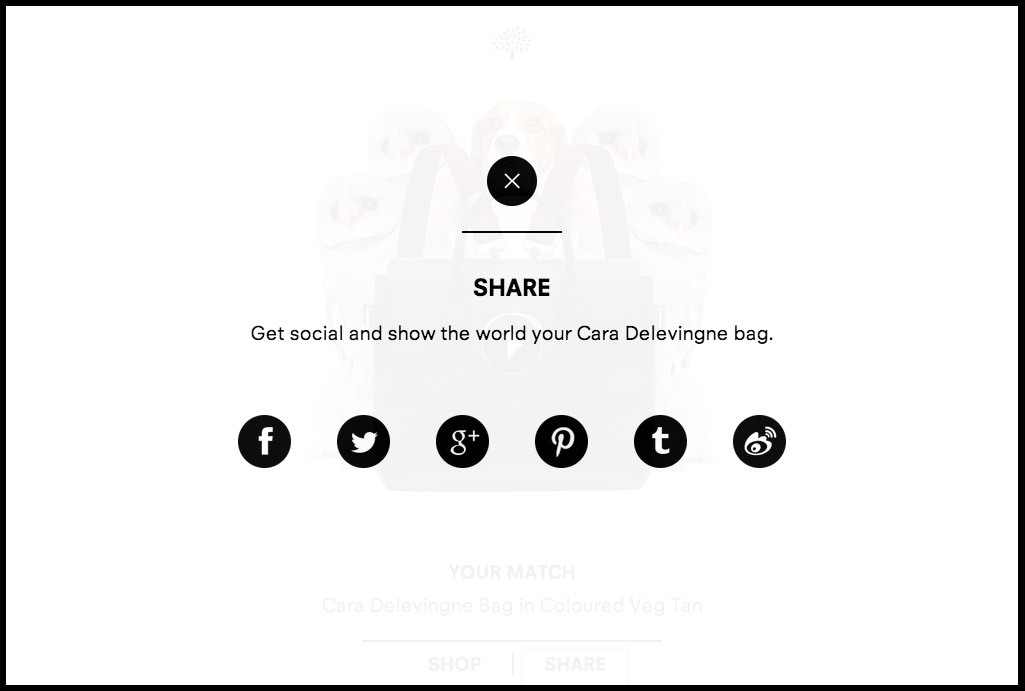 SHARE
Get social and show the world your Cara Delevingne bag.
YOUR MATCH
Cara Delevingne Bag in Coloured Veg Tan
SHOP | SHARE